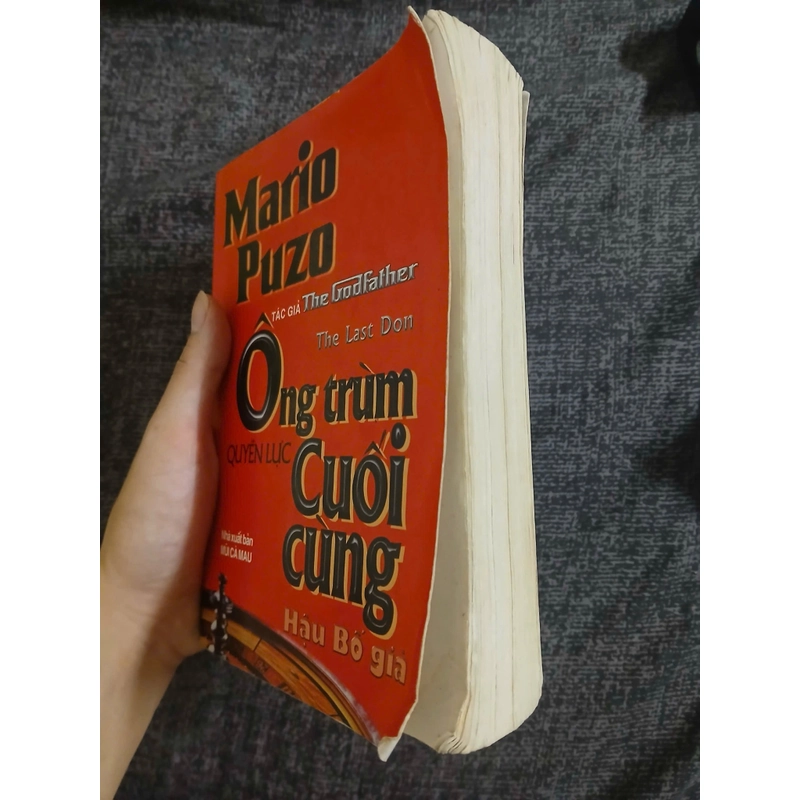 Mario
Puzo
TÁC GIẢ The Godfather
The Last Don
Ông trùm
QUYỀN LỰC
Cuối
cùng
Nhà xuất bản
MŨI CÀ MAU
Hậu Bố già